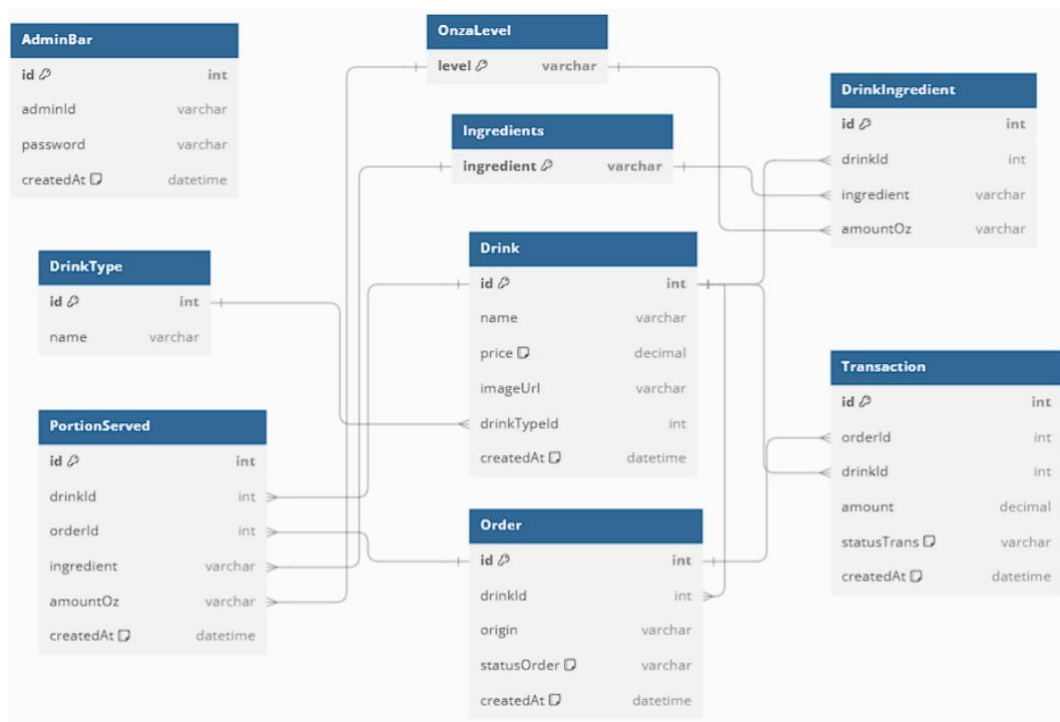 AdminBar
id int
adminId varchar
password varchar
createdAt datetime
OnzaLevel
level varchar
Ingredients
ingredient varchar
DrinkIngredient
id int
drinkId int
ingredient varchar
amountOz varchar
DrinkType
id int
name varchar
Drink
id int
name varchar
price decimal
imageUrl varchar
drinkTypeId int
createdAt datetime
PortionServed
id int
drinkId int
orderId int
ingredient varchar
amountOz varchar
createdAt datetime
Order
id int
drinkId int
origin varchar
statusOrder varchar
createdAt datetime
Transaction
id int
orderId int
drinkId int
amount decimal
statusTrans varchar
createdAt datetime